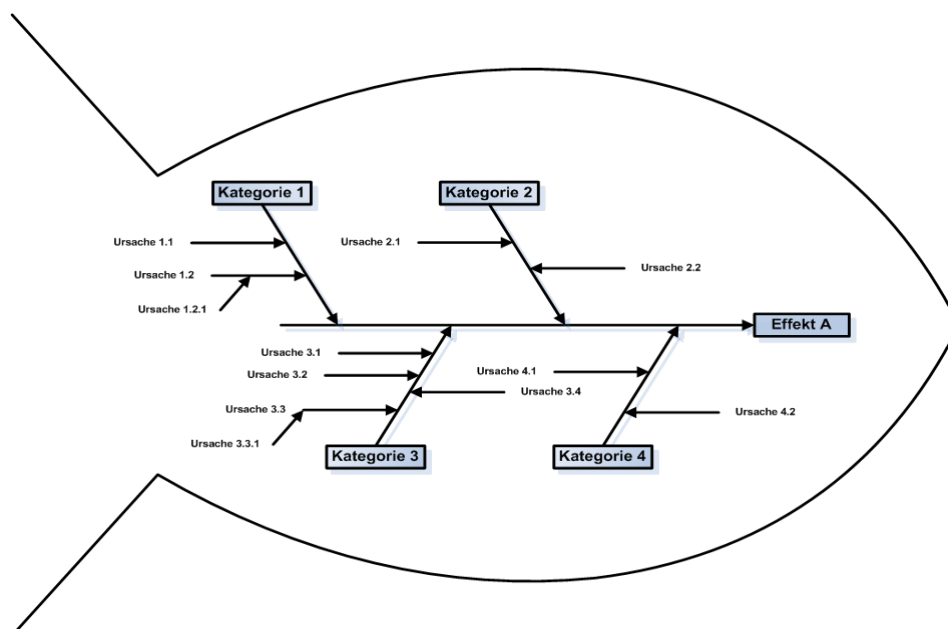 Kategorie 1
Kategorie 2
Ursache 1.1
Ursache 2.1
Ursache 1.2
Ursache 2.2
Ursache 1.2.1
Effekt A
Ursache 3.1
Ursache 3.2
Ursache 4.1
Ursache 3.4
Ursache 3.3
Ursache 4.2
Ursache 3.3.1
Kategorie 3
Kategorie 4